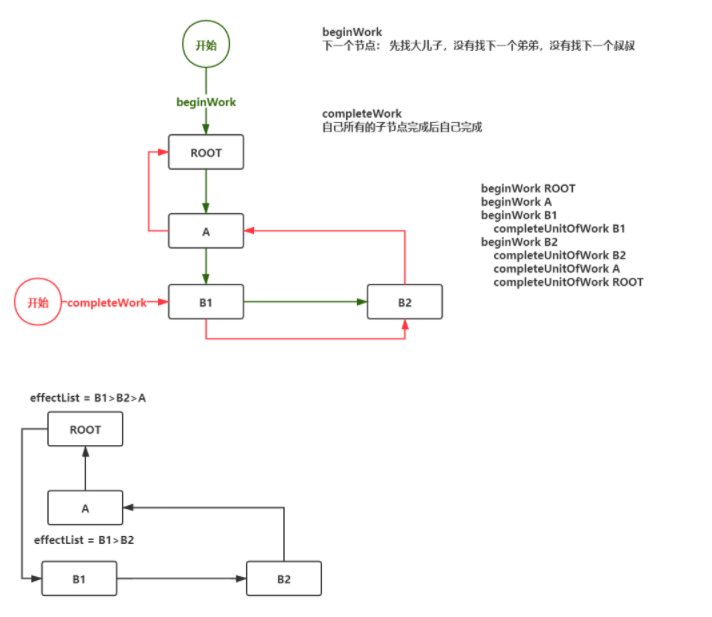 开始
beginWork
下一个节点： 先找大儿子，没有找下一个弟弟，没有找下一个叔叔
beginWork
completeWork
自己所有的子节点完成后自己完成
ROOT
beginWork ROOT
beginWork A
beginWork B1
completeUnitOfWork B1
beginWork B2
completeUnitOfWork B2
completeUnitOfWork A
completeUnitOfWork ROOT
A
开始
completeWork
B1
B2
effectList = B1>B2>A
ROOT
A
effectList = B1>B2
B1
B2